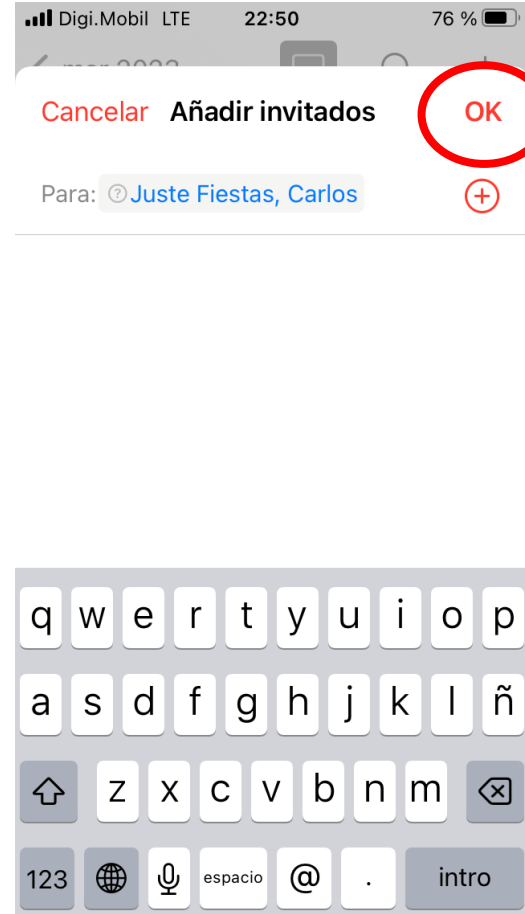 Digi.Mobil LTE 22:50 76 %
Cancelar Añadir invitados OK
Para: Juste Fiestas, Carlos
q w e r t y u i o p
a s d f g h j k l ñ
z x c v b n m
123 espacio @ . intro